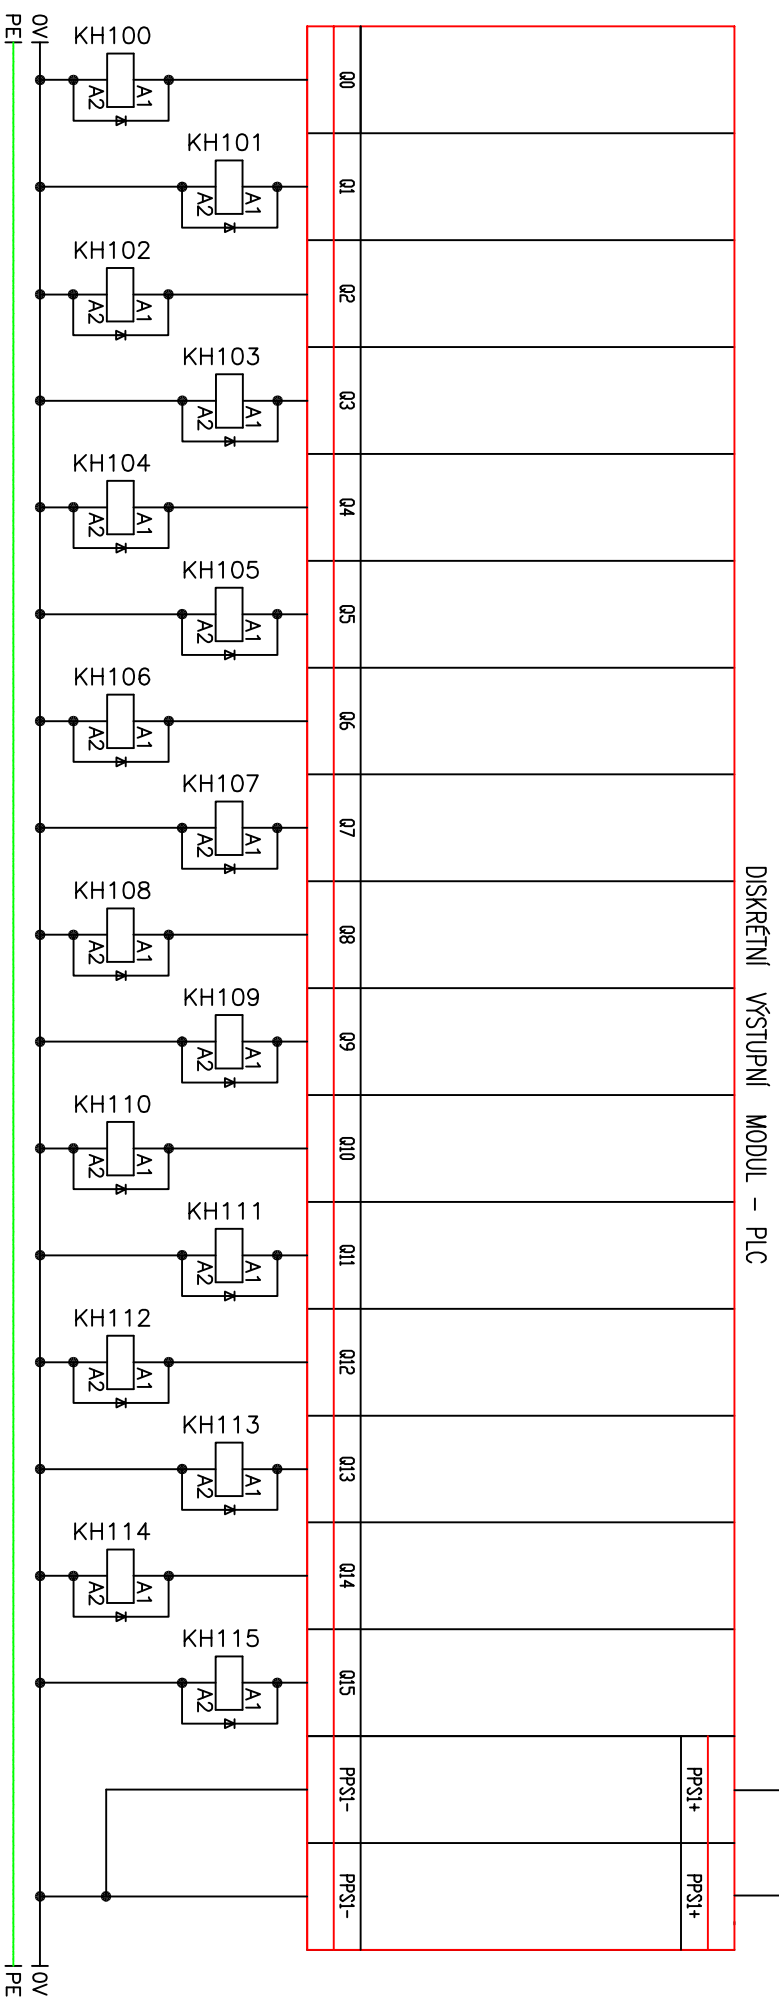 DISKRÉTNÍ VÝSTUPNÍ MODUL - PLC
PE
0V
KH100
A2
A1
Q0
KH101
A2
A1
Q1
KH102
A2
A1
Q2
KH103
A2
A1
Q3
KH104
A2
A1
Q4
KH105
A2
A1
Q5
KH106
A2
A1
Q6
KH107
A2
A1
Q7
KH108
A2
A1
Q8
KH109
A2
A1
Q9
KH110
A2
A1
Q10
KH111
A2
A1
Q11
KH112
A2
A1
Q12
KH113
A2
A1
Q13
KH114
A2
A1
Q14
KH115
A2
A1
Q15
PPS1-
PPS1+
PPS1-
PPS1+
PE
0V